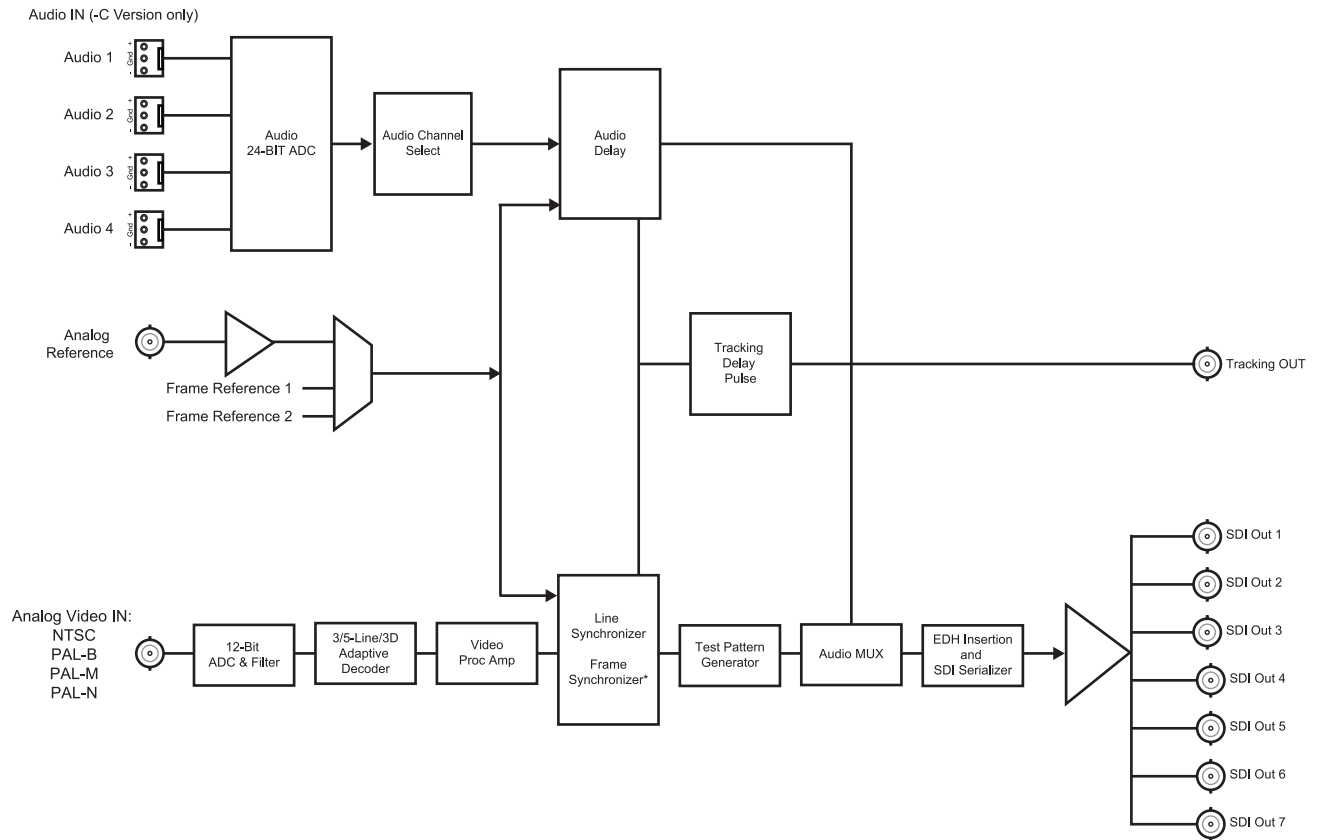 Audio IN (-C Version only)
Audio 1
+
Gnd
-
Audio 2
+
Gnd
-
Audio 3
+
Gnd
-
Audio 4
+
Gnd
-
Audio
24-BIT ADC
Audio Channel
Select
Audio
Delay
Analog
Reference
Frame Reference 1
Frame Reference 2
Tracking
Delay
Pulse
Tracking OUT
Analog Video IN:
NTSC
PAL-B
PAL-M
PAL-N
12-Bit
ADC & Filter
3/5-Line/3D
Adaptive
Decoder
Video
Proc Amp
Line
Synchronizer
Frame
Synchronizer*
Test Pattern
Generator
Audio MUX
EDH Insertion
and
SDI Serializer
SDI Out 1
SDI Out 2
SDI Out 3
SDI Out 4
SDI Out 5
SDI Out 6
SDI Out 7